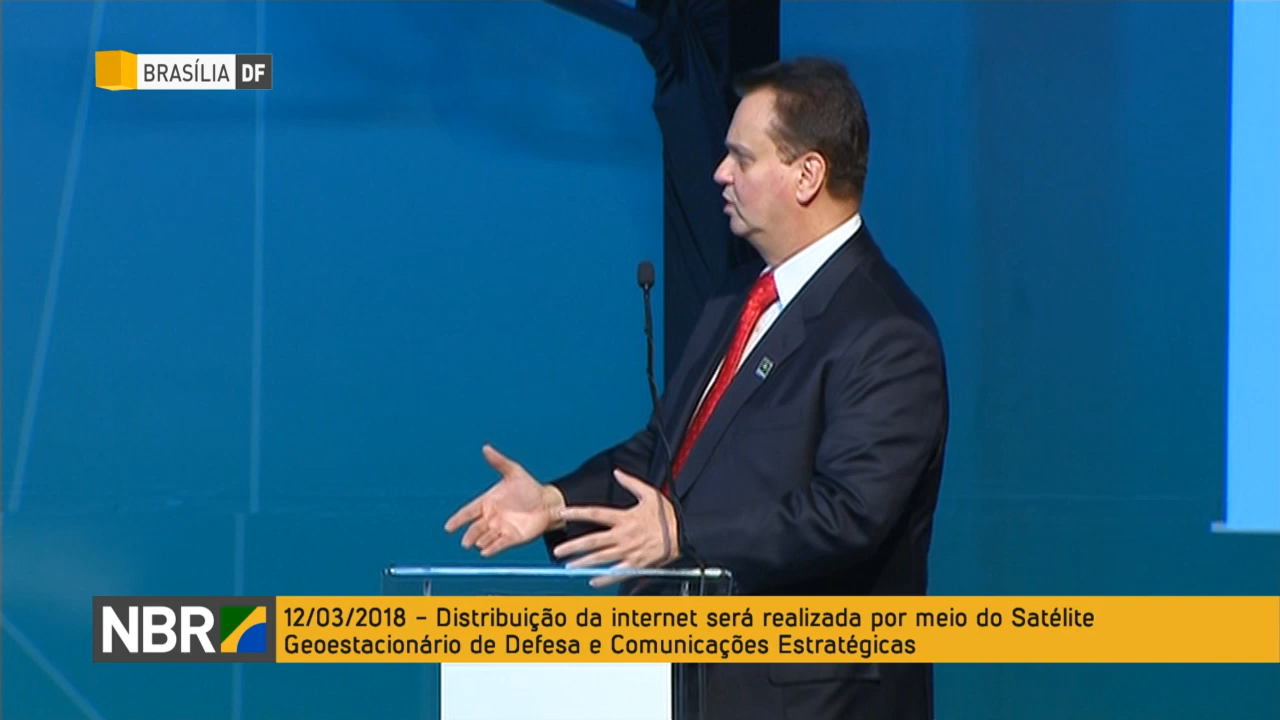 BRASÍLIA DF
NBR
12/03/2018 - Distribuição da internet será realizada por meio do Satélite
Geoestacionário de Defesa e Comunicações Estratégicas